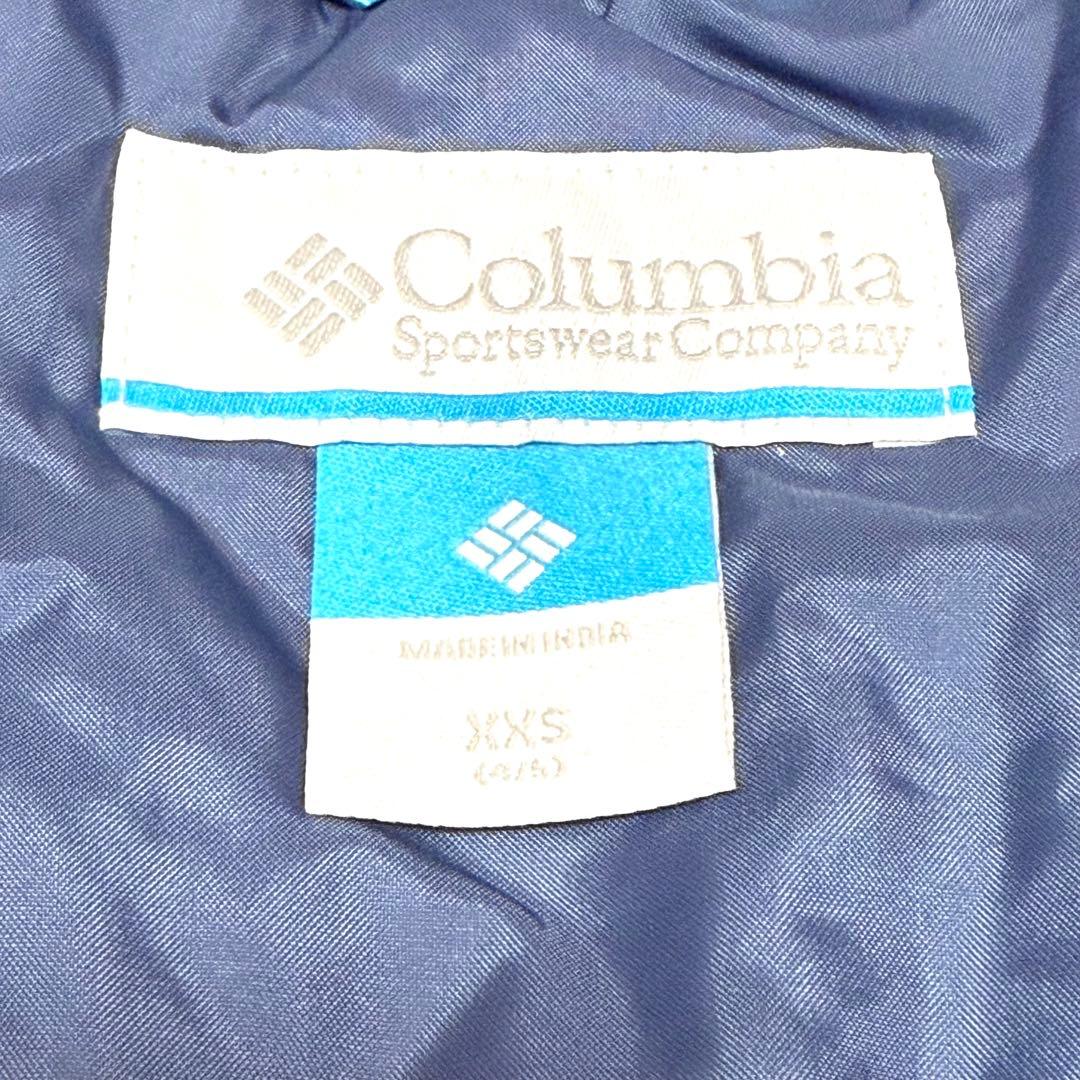 Columbia
Sportswear Company
MADE IN INDIA
XXS
(4/5)